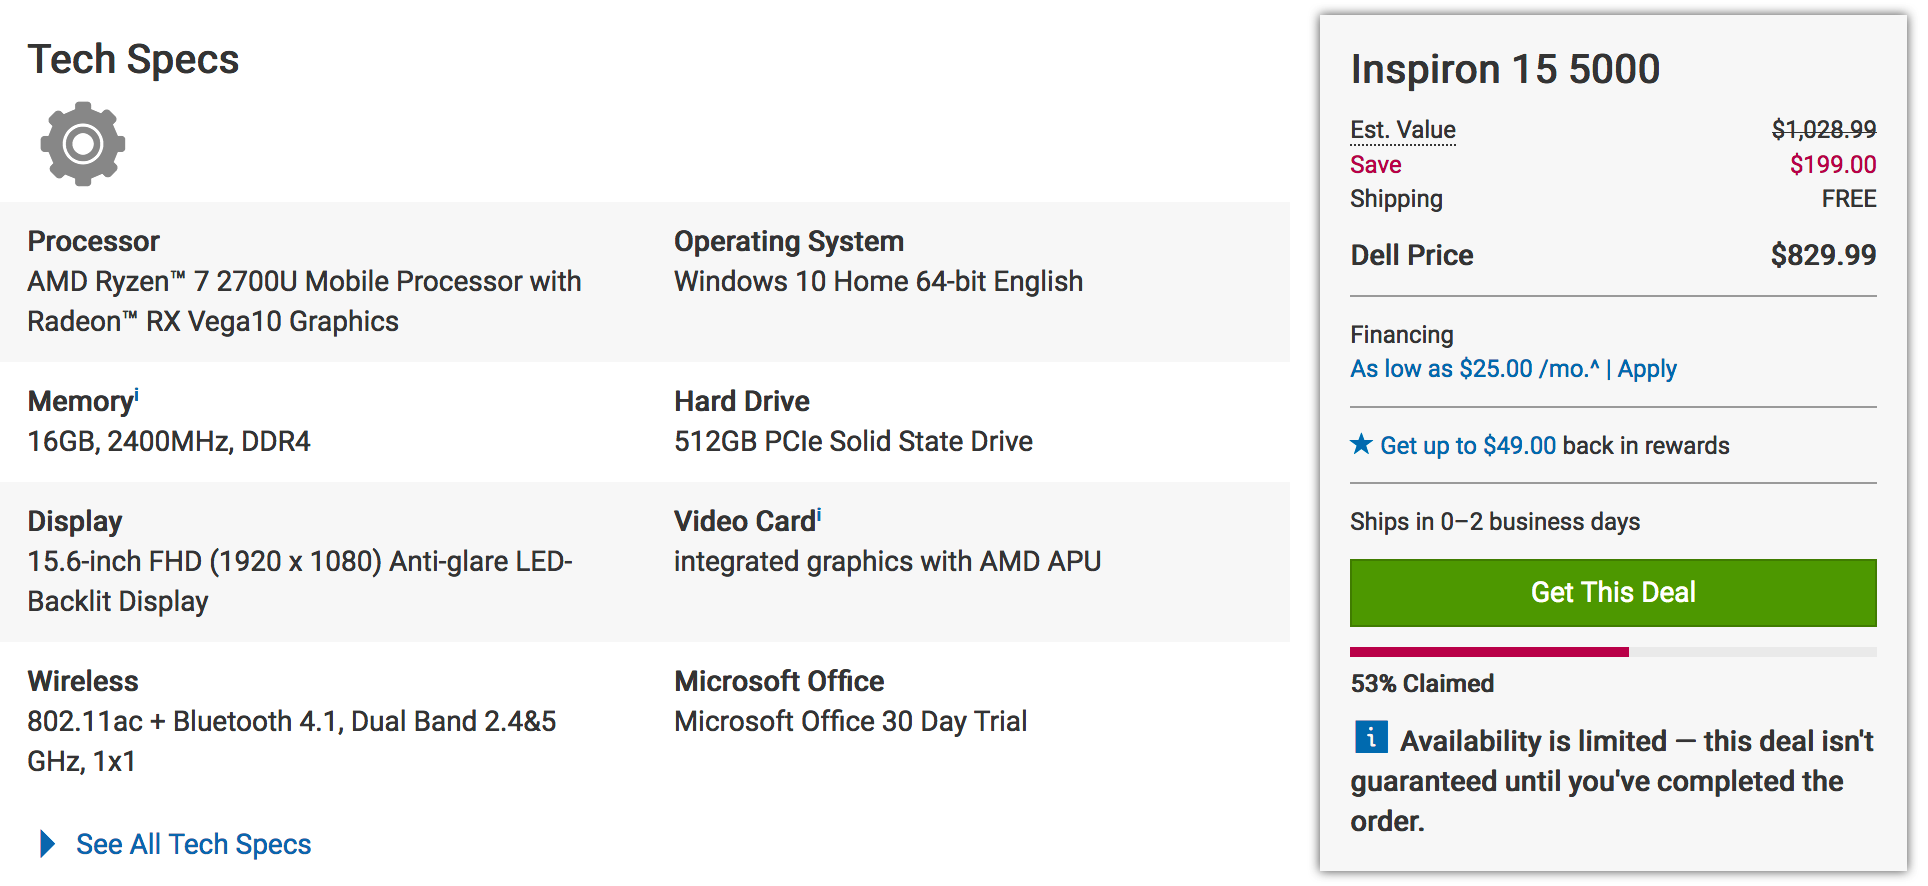 Tech Specs
Processor
AMD Ryzen™ 7 2700U Mobile Processor with
Radeon™ RX Vega10 Graphics
Operating System
Windows 10 Home 64-bit English
Memoryⁱ
16GB, 2400MHz, DDR4
Hard Drive
512GB PCIe Solid State Drive
Display
15.6-inch FHD (1920 x 1080) Anti-glare LED-
Backlit Display
Video Cardⁱ
integrated graphics with AMD APU
Wireless
802.11ac + Bluetooth 4.1, Dual Band 2.4&5
GHz, 1x1
Microsoft Office
Microsoft Office 30 Day Trial
See All Tech Specs
Inspiron 15 5000
Est. Value $1,028.99
Save $199.00
Shipping FREE
Dell Price $829.99
Financing
As low as $25.00 /mo.^ | Apply
★ Get up to $49.00 back in rewards
Ships in 0–2 business days
Get This Deal
53% Claimed
i Availability is limited — this deal isn't
guaranteed until you've completed the
order.